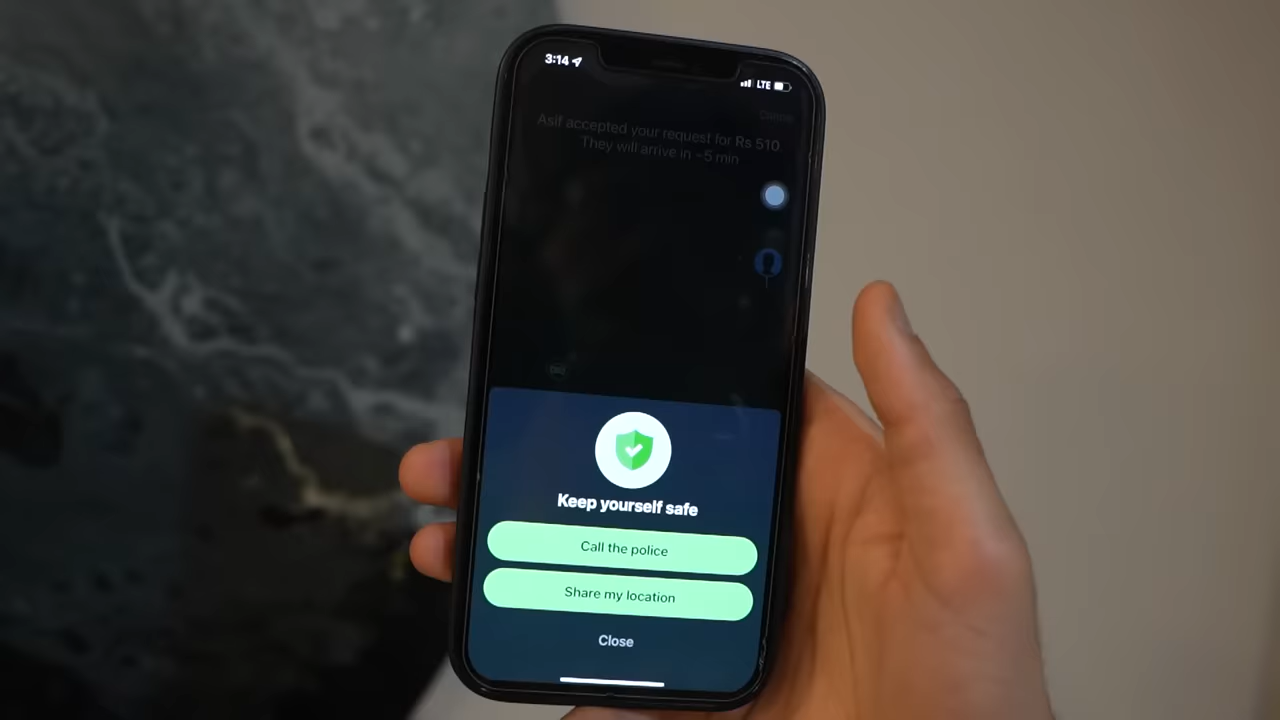 3:14
LTE
Cancel
Asif accepted your request for Rs 510
They will arrive in ~5 min
Keep yourself safe
Call the police
Share my location
Close